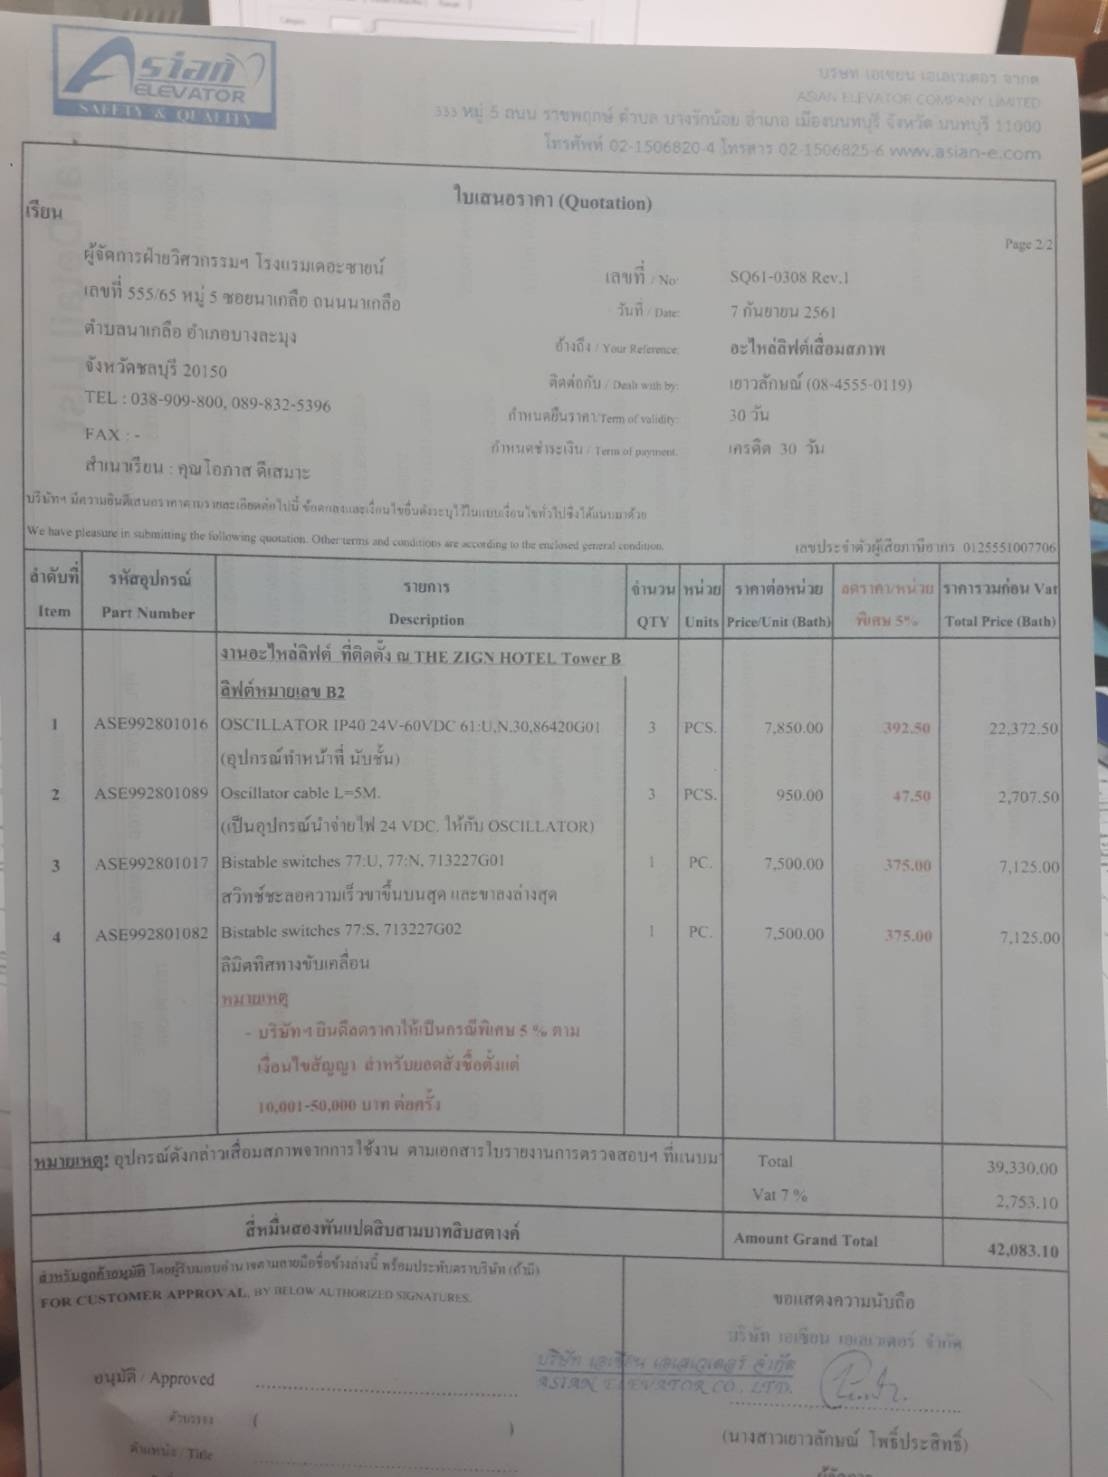 Asian
ELEVATOR
SAFETY & QUALITY
บริษัท เอเชียน เอเลเวเตอร์ จำกัด
ASIAN ELEVATOR COMPANY LIMITED
333 หมู่ 5 ถนน ราชพฤกษ์ ตำบล บางรักน้อย อำเภอ เมืองนนทบุรี จังหวัด นนทบุรี 11000
โทรศัพท์ 02-1506820-4 โทรสาร 02-1506825-6 www.asian-e.com
ใบเสนอราคา (Quotation)
เรียน
Page 2/2
ผู้จัดการฝ่ายวิศวกรรมฯ โรงแรมเดอะซายน์
เลขที่ / No: SQ61-0308 Rev.1
เลขที่ 555/65 หมู่ 5 ซอยนาเกลือ ถนนนาเกลือ
วันที่ / Date: 7 กันยายน 2561
ตำบลนาเกลือ อำเภอบางละมุง
อ้างถึง / Your Reference: อะไหล่ลิฟต์เสื่อมสภาพ
จังหวัดชลบุรี 20150
ติดต่อกับ / Dealt with by: เยาวลักษณ์ (08-4555-0119)
TEL : 038-909-800, 089-832-5396
กำหนดยืนราคา/Term of validity: 30 วัน
FAX : -
กำหนดชำระเงิน / Term of payment: เครดิต 30 วัน
สำเนาเรียน : คุณโอภาส ดีเสมาะ
บริษัทฯ มีความยินดีเสนอราคาตามรายละเอียดต่อไปนี้ ข้อตกลงและเงื่อนไขอื่นดังระบุไว้ในแบบเงื่อนไขทั่วไปซึ่งได้แนบมาด้วย
We have pleasure in submitting the following quotation. Other terms and conditions are according to the enclosed general condition.
เลขประจำตัวผู้เสียภาษีอากร 0125551007706
ลำดับที่ รหัสอุปกรณ์ รายการ จำนวน หน่วย ราคาต่อหน่วย ลดราคา/หน่วย ราคารวมก่อน Vat
Item Part Number Description QTY Units Price/Unit (Bath) พิเศษ 5% Total Price (Bath)
งานอะไหล่ลิฟต์ ที่ติดตั้ง ณ THE ZIGN HOTEL Tower B
ลิฟต์หมายเลข B2
1 ASE992801016 OSCILLATOR IP40 24V-60VDC 61:U,N.30,86420G01 3 PCS. 7,850.00 392.50 22,372.50
(อุปกรณ์ทำหน้าที่ นับชั้น)
2 ASE992801089 Oscillator cable L=5M. 3 PCS. 950.00 47.50 2,707.50
(เป็นอุปกรณ์นำจ่ายไฟ 24 VDC. ให้กับ OSCILLATOR)
3 ASE992801017 Bistable switches 77:U, 77:N, 713227G01 1 PC. 7,500.00 375.00 7,125.00
สวิทช์ชะลอความเร็วขาขึ้นบนสุด และขาลงล่างสุด
4 ASE992801082 Bistable switches 77:S, 713227G02 1 PC. 7,500.00 375.00 7,125.00
ลิมิตทิศทางขับเคลื่อน
หมายเหตุ
- บริษัทฯ ยินดีลดราคาให้เป็นกรณีพิเศษ 5 % ตาม
เงื่อนไขสัญญา สำหรับยอดสั่งซื้อตั้งแต่
10,001-50,000 บาท ต่อครั้ง
หมายเหตุ: อุปกรณ์ดังกล่าวเสื่อมสภาพจากการใช้งาน ตามเอกสารใบรายงานการตรวจสอบฯ ที่แนบม
Total 39,330.00
Vat 7 % 2,753.10
สี่หมื่นสองพันแปดสิบสามบาทสิบสตางค์
Amount Grand Total 42,083.10
สำหรับลูกค้าอนุมัติ โดยผู้รับมอบอำนาจตามลายมือชื่อข้างล่างนี้ พร้อมประทับตราบริษัท (ถ้ามี)
FOR CUSTOMER APPROVAL, BY BELOW AUTHORIZED SIGNATURES.
ขอแสดงความนับถือ
บริษัท เอเชียน เอเลเวเตอร์ จำกัด
บริษัท เอเชียน เอเลเวเตอร์ จำกัด
ASIAN ELEVATOR CO., LTD.
อนุมัติ / Approved
ตัวบรรจง ( )
(นางสาวเยาวลักษณ์ โพธิ์ประสิทธิ์)
ตำแหน่ง / Title